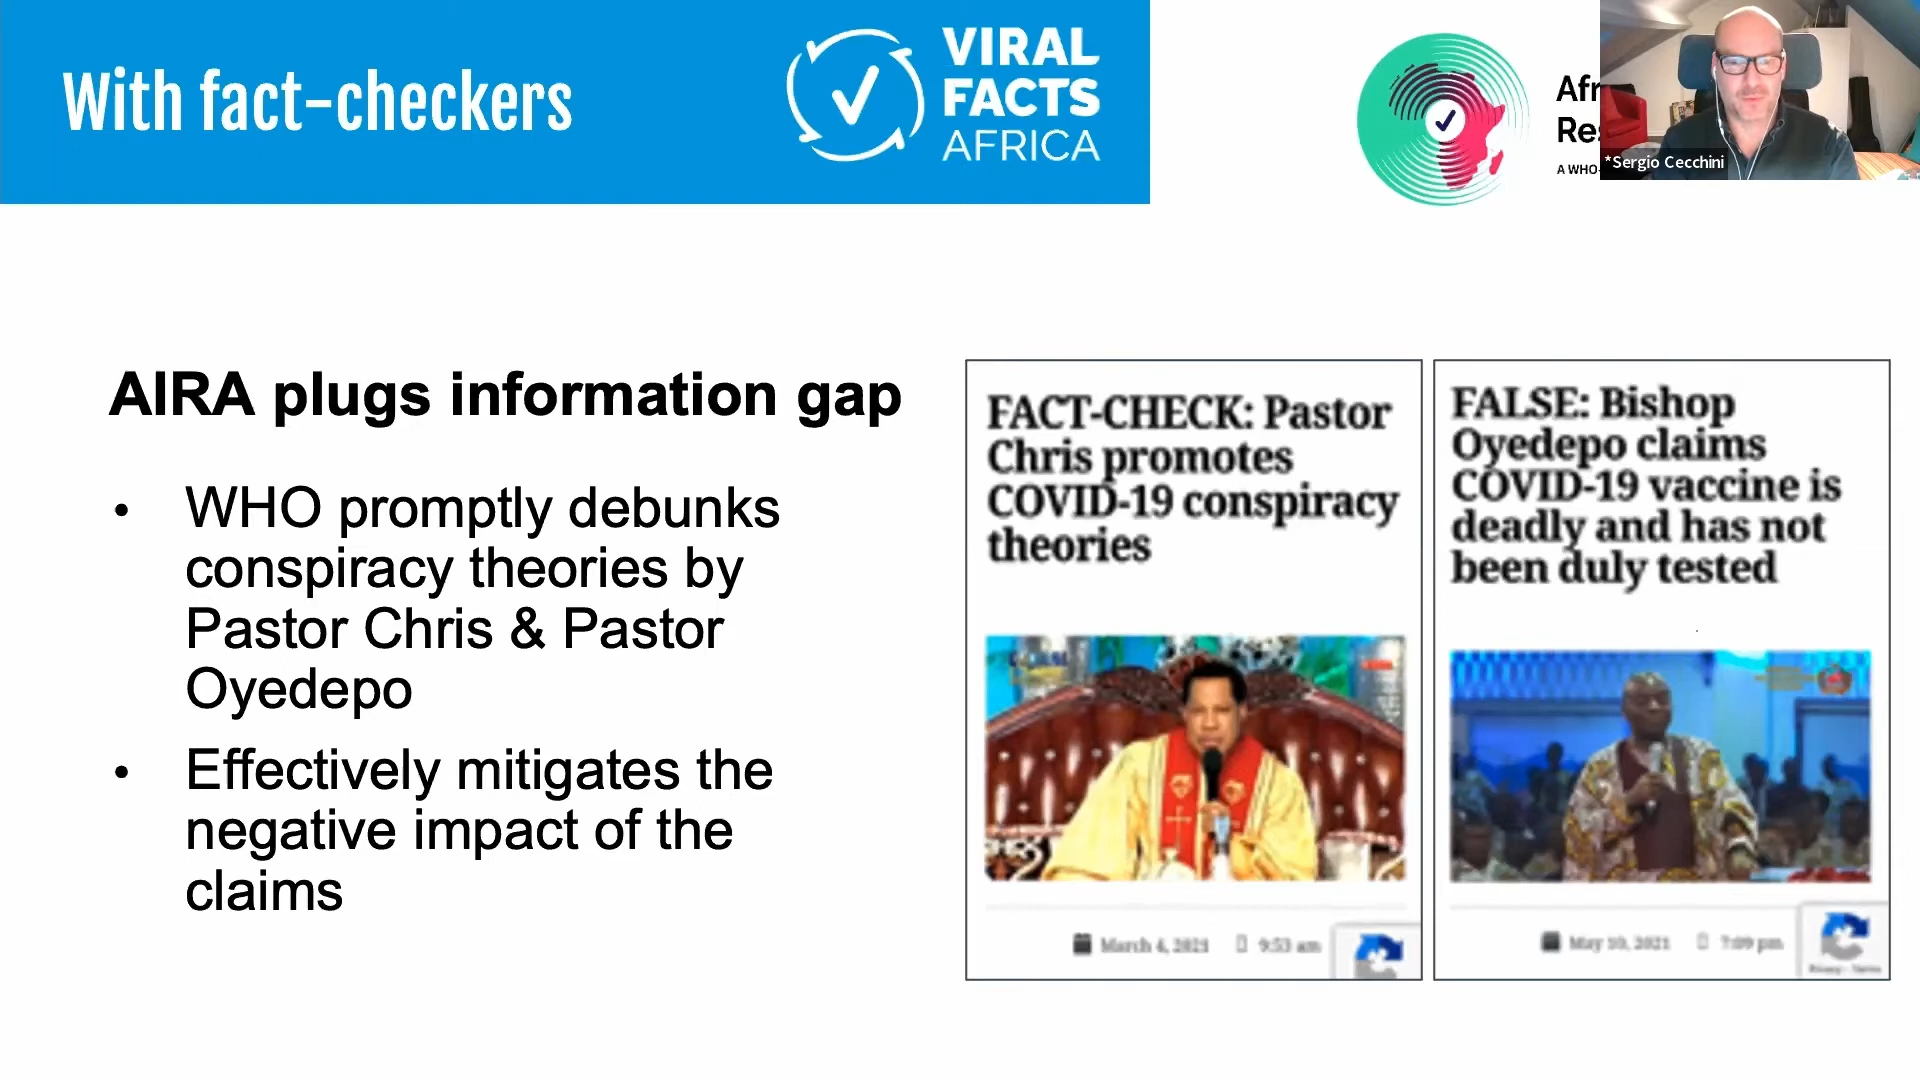 With fact-checkers
VIRAL
FACTS
AFRICA
Afr
Re
A WHO-
*Sergio Cecchini
AIRA plugs information gap
• WHO promptly debunks
conspiracy theories by
Pastor Chris & Pastor
Oyedepo
• Effectively mitigates the
negative impact of the
claims
FACT-CHECK: Pastor
Chris promotes
COVID-19 conspiracy
theories
March 4, 2021 9:53 am
FALSE: Bishop
Oyedepo claims
COVID-19 vaccine is
deadly and has not
been duly tested
May 10, 2021 7:09 pm
Privacy - Terms